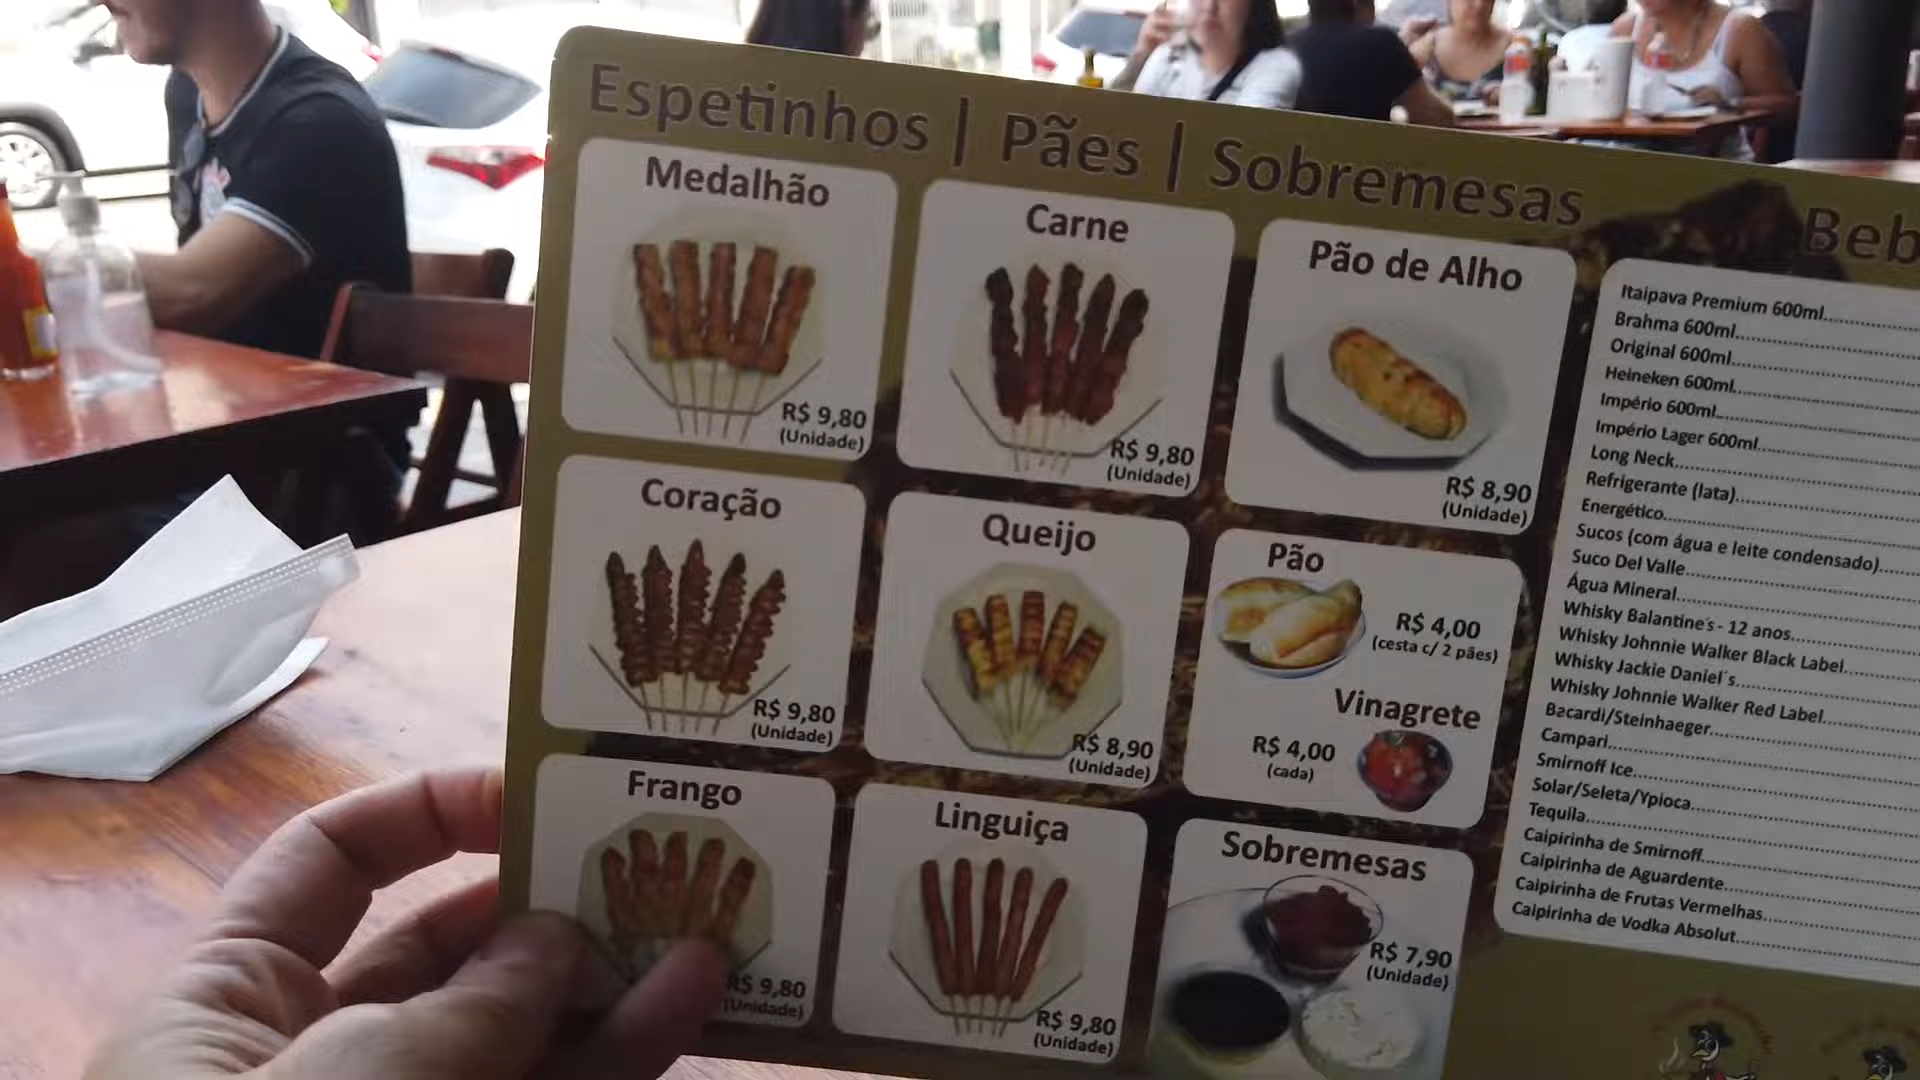 Espetinhos | Pães | Sobremesas
Medalhão
R$ 9,80
(Unidade)
Carne
R$ 9,80
(Unidade)
Pão de Alho
R$ 8,90
(Unidade)
Coração
R$ 9,80
(Unidade)
Queijo
R$ 8,90
(Unidade)
Pão
R$ 4,00
(cesta c/ 2 pães)
Vinagrete
R$ 4,00
(cada)
Frango
R$ 9,80
(Unidade)
Linguiça
R$ 9,80
(Unidade)
Sobremesas
R$ 7,90
(Unidade)
Beb
Itaipava Premium 600ml
Brahma 600ml
Original 600ml
Heineken 600ml
Império 600ml
Império Lager 600ml
Long Neck
Refrigerante (lata)
Energético
Sucos (com água e leite condensado)
Suco Del Valle
Água Mineral
Whisky Balantine´s - 12 anos
Whisky Johnnie Walker Black Label
Whisky Jackie Daniel´s
Whisky Johnnie Walker Red Label
Bacardi/Steinhaeger
Campari
Smirnoff Ice
Solar/Seleta/Ypioca
Tequila
Caipirinha de Smirnoff
Caipirinha de Aguardente
Caipirinha de Frutas Vermelhas
Caipirinha de Vodka Absolut